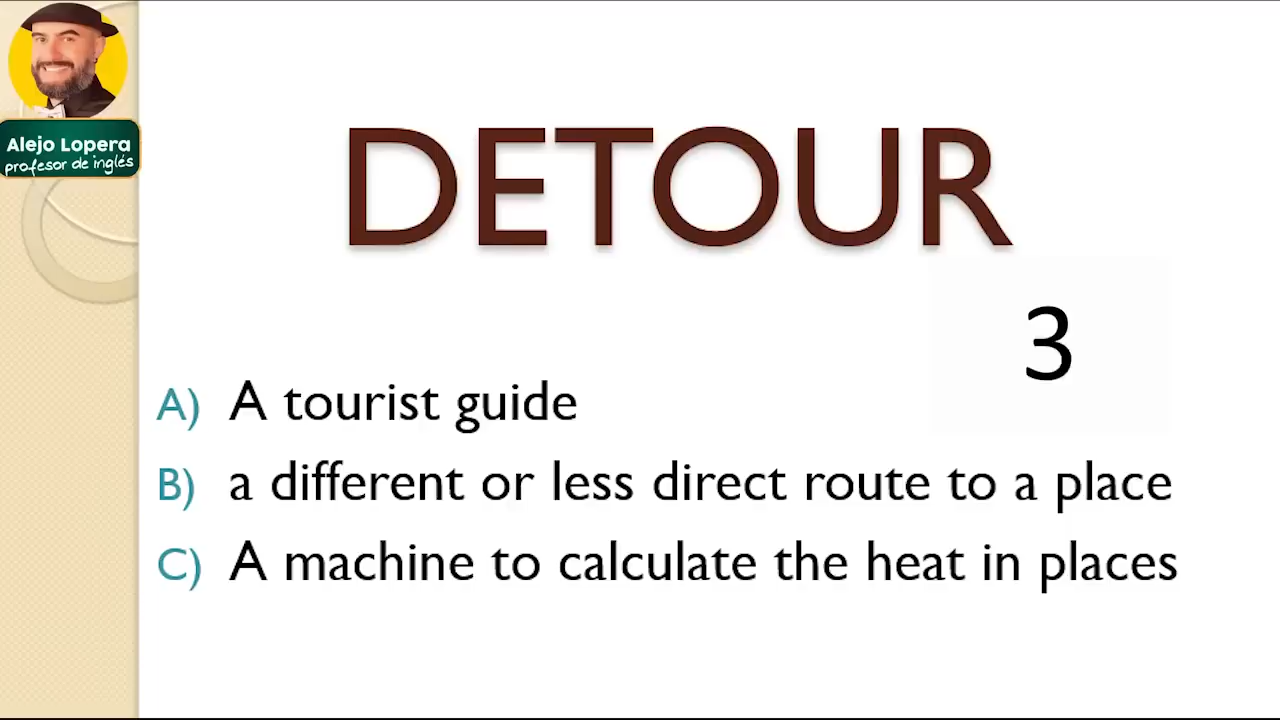 Alejo Lopera
profesor de inglés
DETOUR
3
A) A tourist guide
B) a different or less direct route to a place
C) A machine to calculate the heat in places